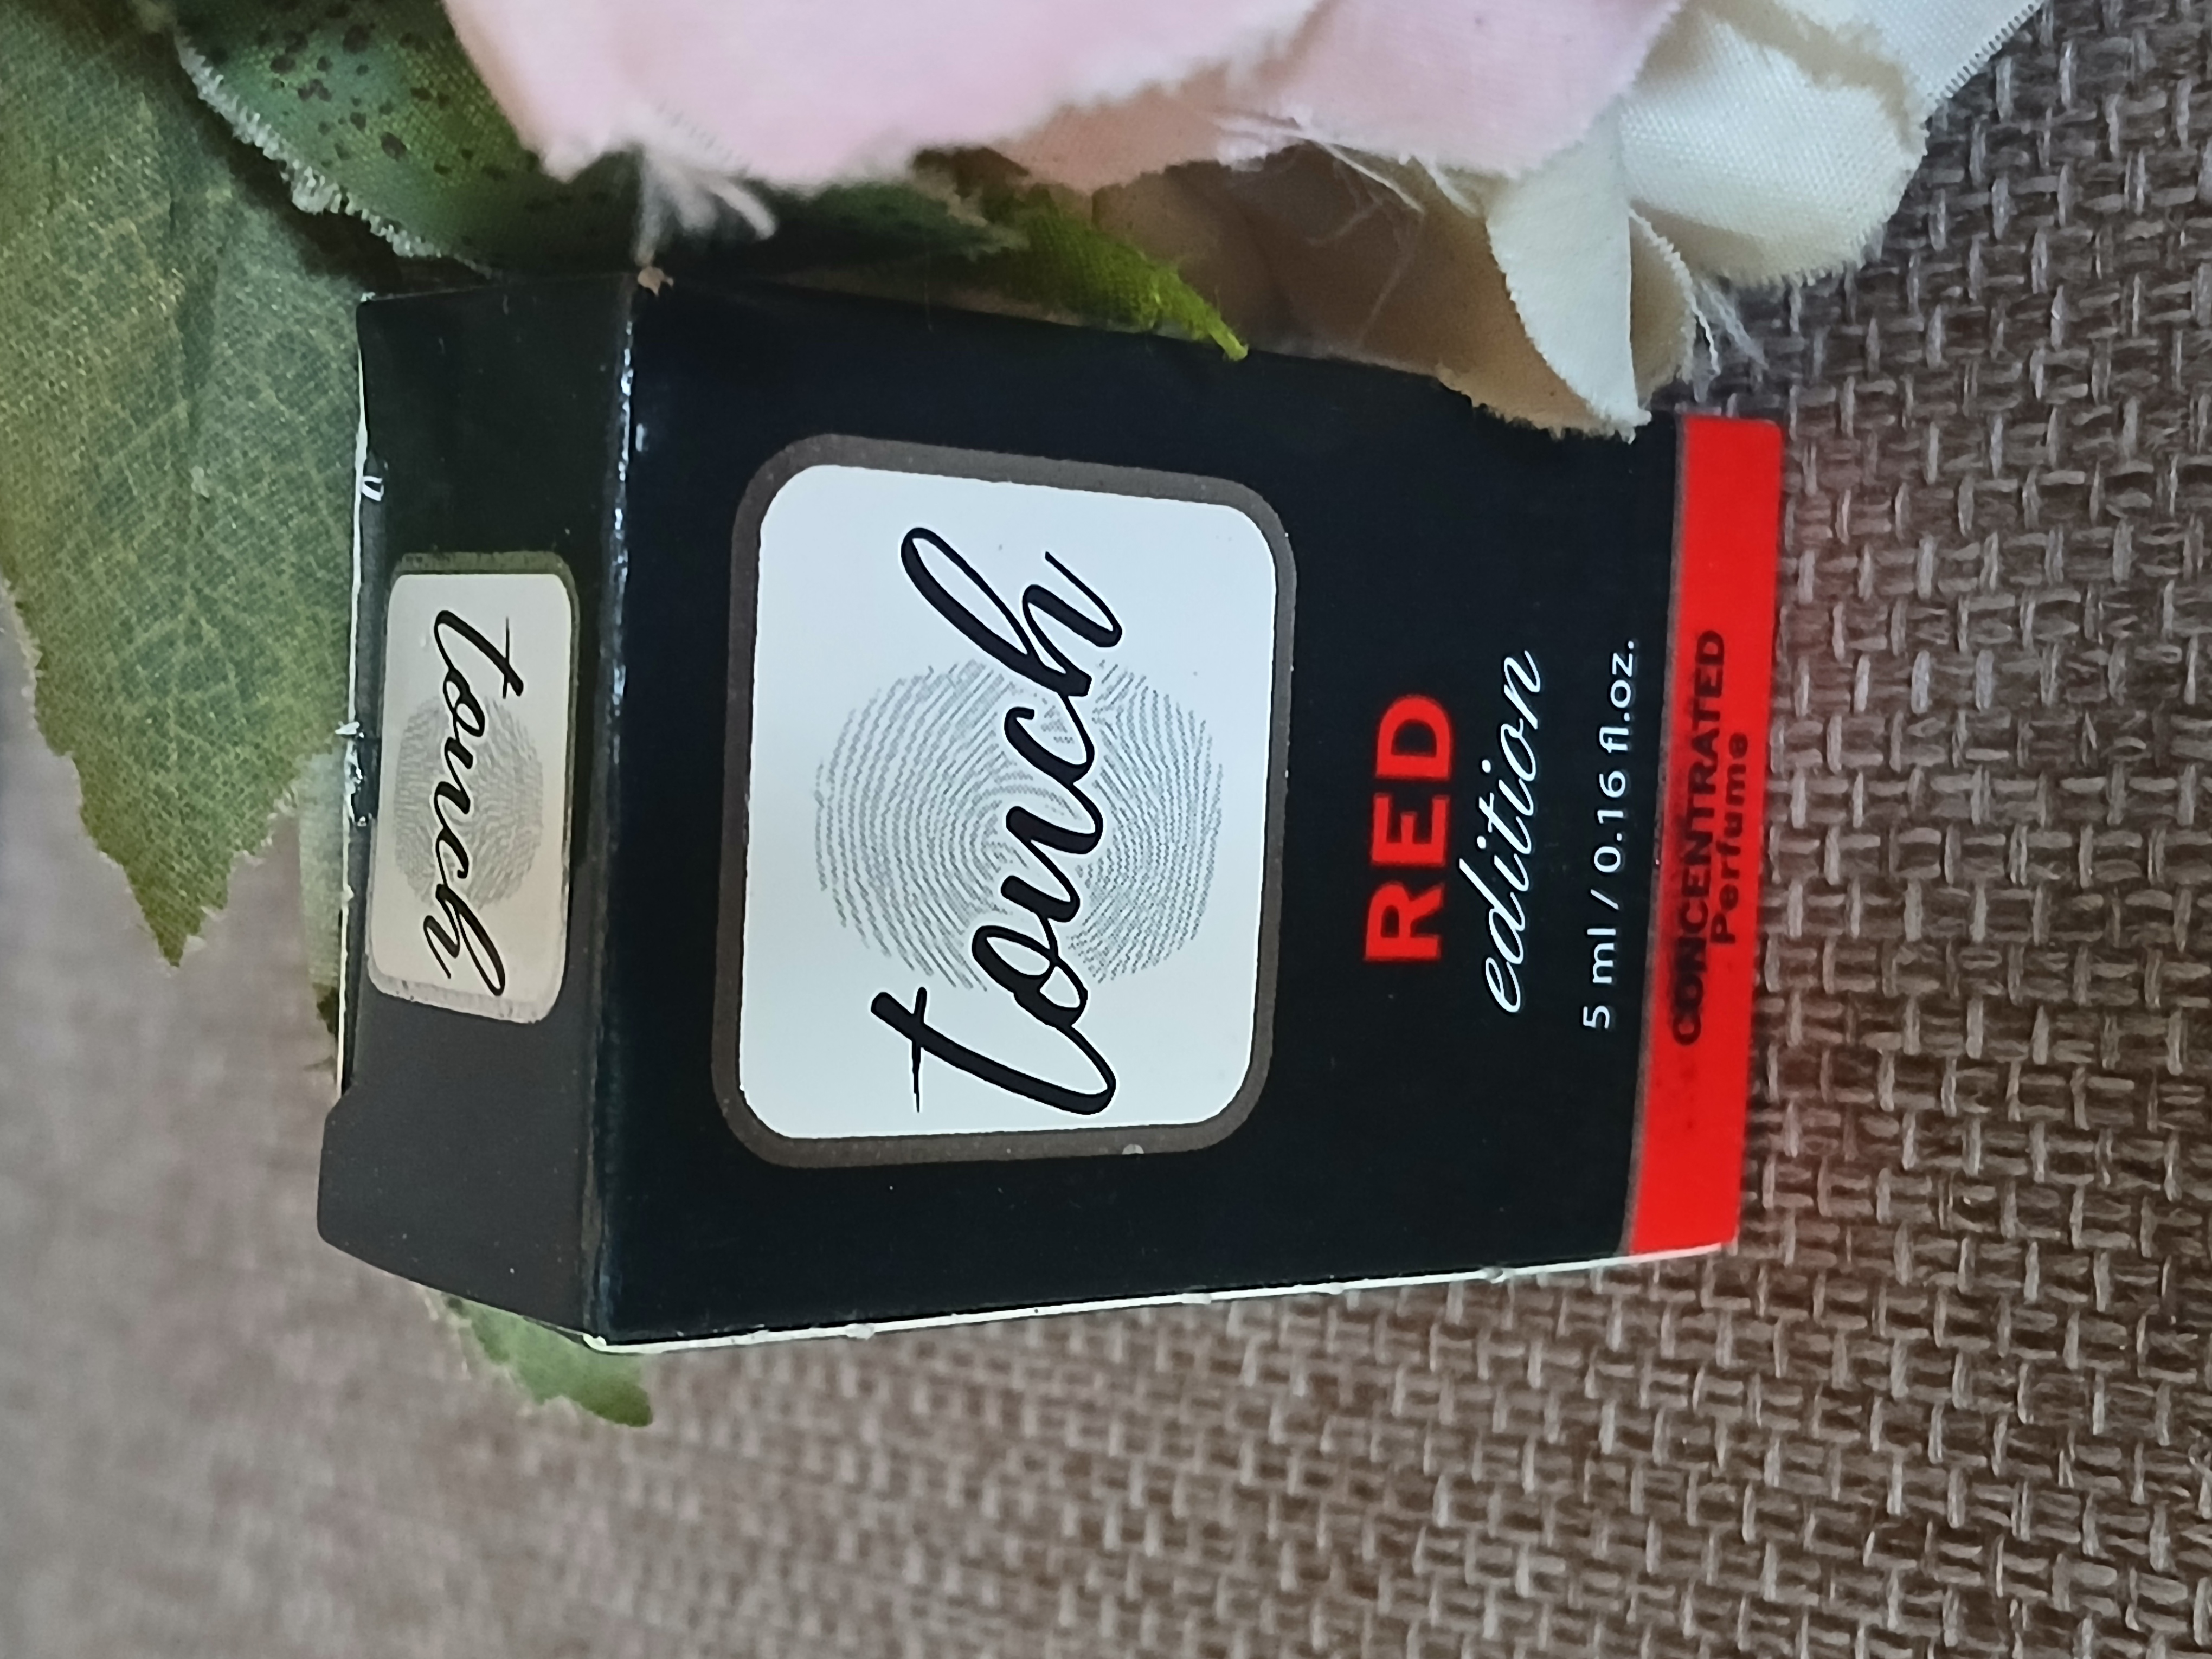 touch
touch
RED
edition
5 ml / 0.16 fl.oz.
CONCENTRATED
Perfume